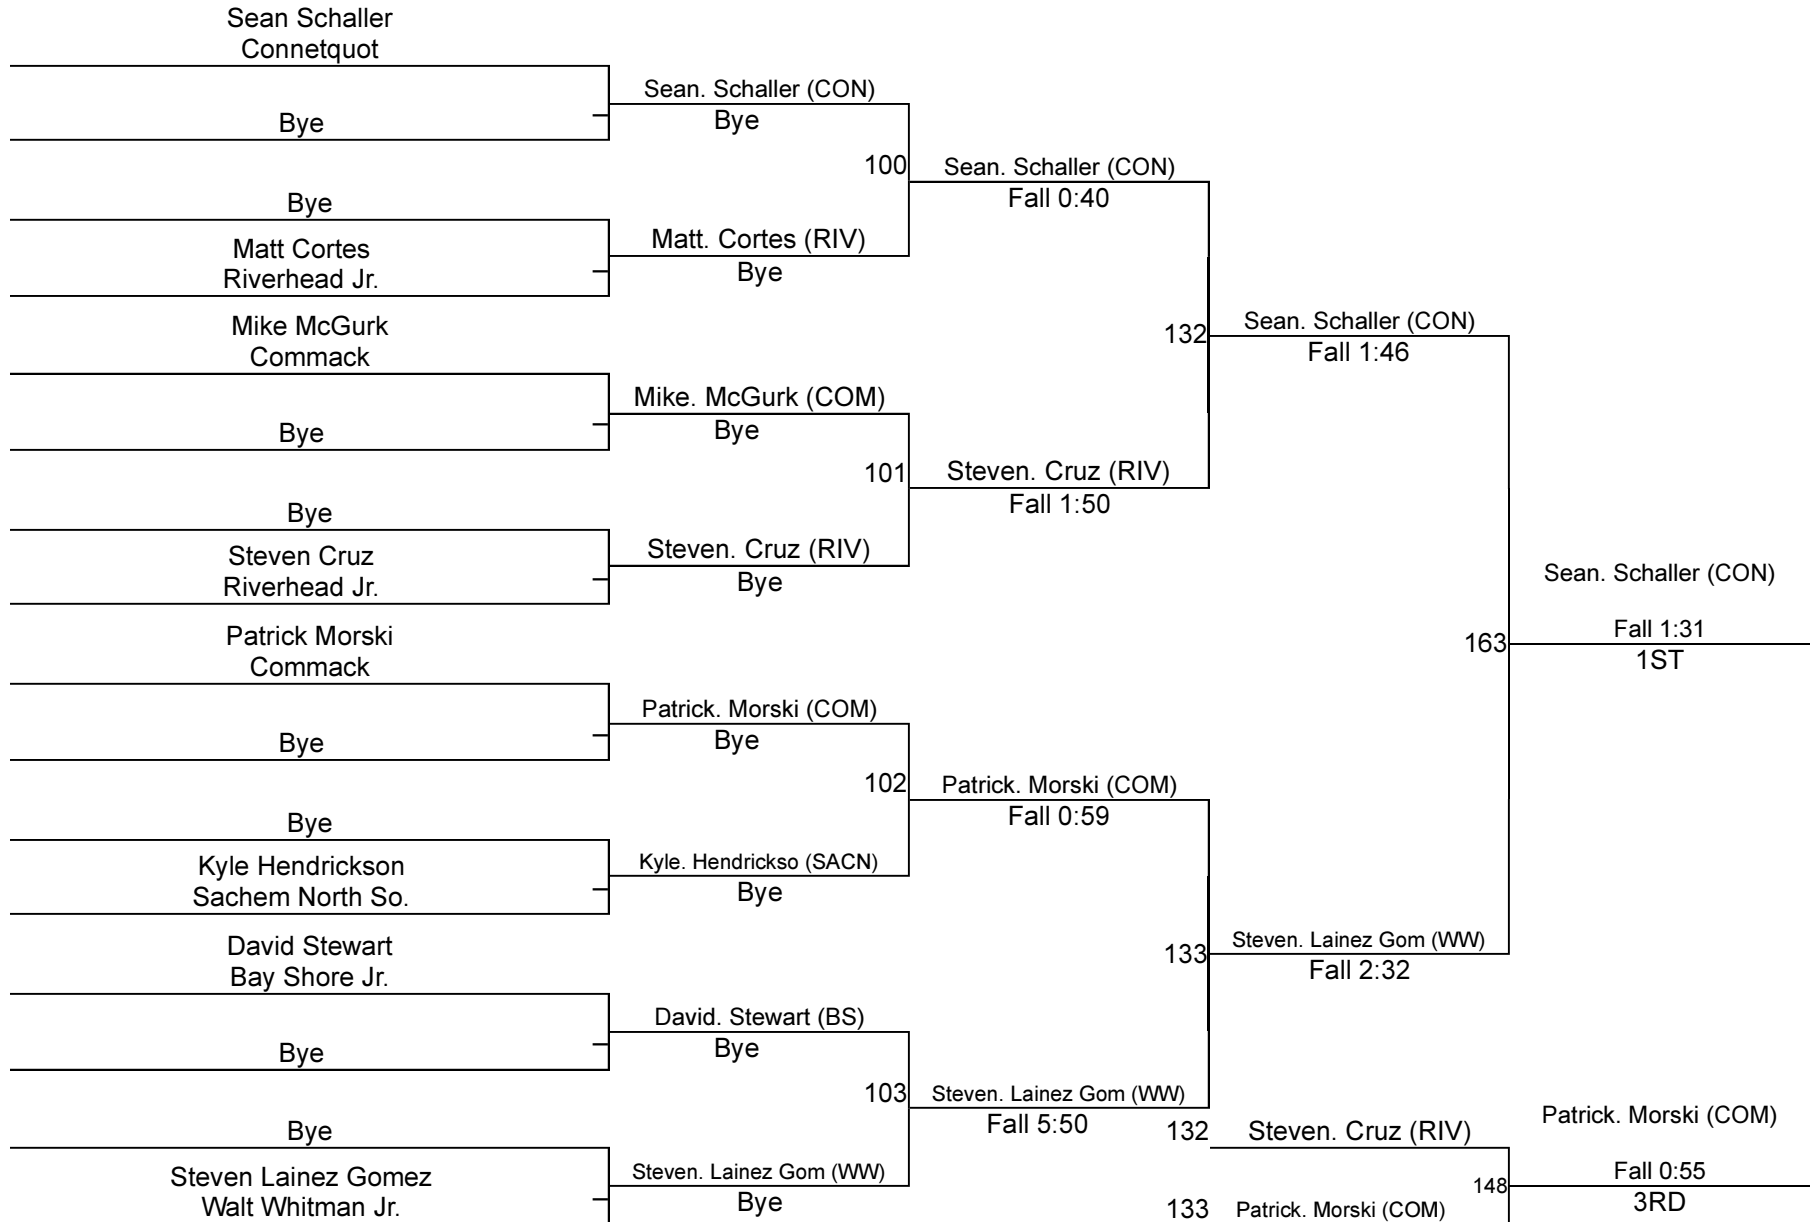 Sean Schaller
Connetquot
Bye
Bye
Matt Cortes
Riverhead Jr.
Mike McGurk
Commack
Bye
Bye
Steven Cruz
Riverhead Jr.
Patrick Morski
Commack
Bye
Bye
Kyle Hendrickson
Sachem North So.
David Stewart
Bay Shore Jr.
Bye
Bye
Steven Lainez Gomez
Walt Whitman Jr.
Sean. Schaller (CON)
Bye
100
Matt. Cortes (RIV)
Bye
Mike. McGurk (COM)
Bye
101
Steven. Cruz (RIV)
Bye
Patrick. Morski (COM)
Bye
102
Kyle. Hendrickso (SACN)
Bye
David. Stewart (BS)
Bye
103
Steven. Lainez Gom (WW)
Bye
Sean. Schaller (CON)
Fall 0:40
132
Steven. Cruz (RIV)
Fall 1:50
Patrick. Morski (COM)
Fall 0:59
133
Steven. Lainez Gom (WW)
Fall 5:50
Sean. Schaller (CON)
Fall 1:46
163
Steven. Lainez Gom (WW)
Fall 2:32
Sean. Schaller (CON)
Fall 1:31
1ST
132
Steven. Cruz (RIV)
148
133
Patrick. Morski (COM)
Patrick. Morski (COM)
Fall 0:55
3RD